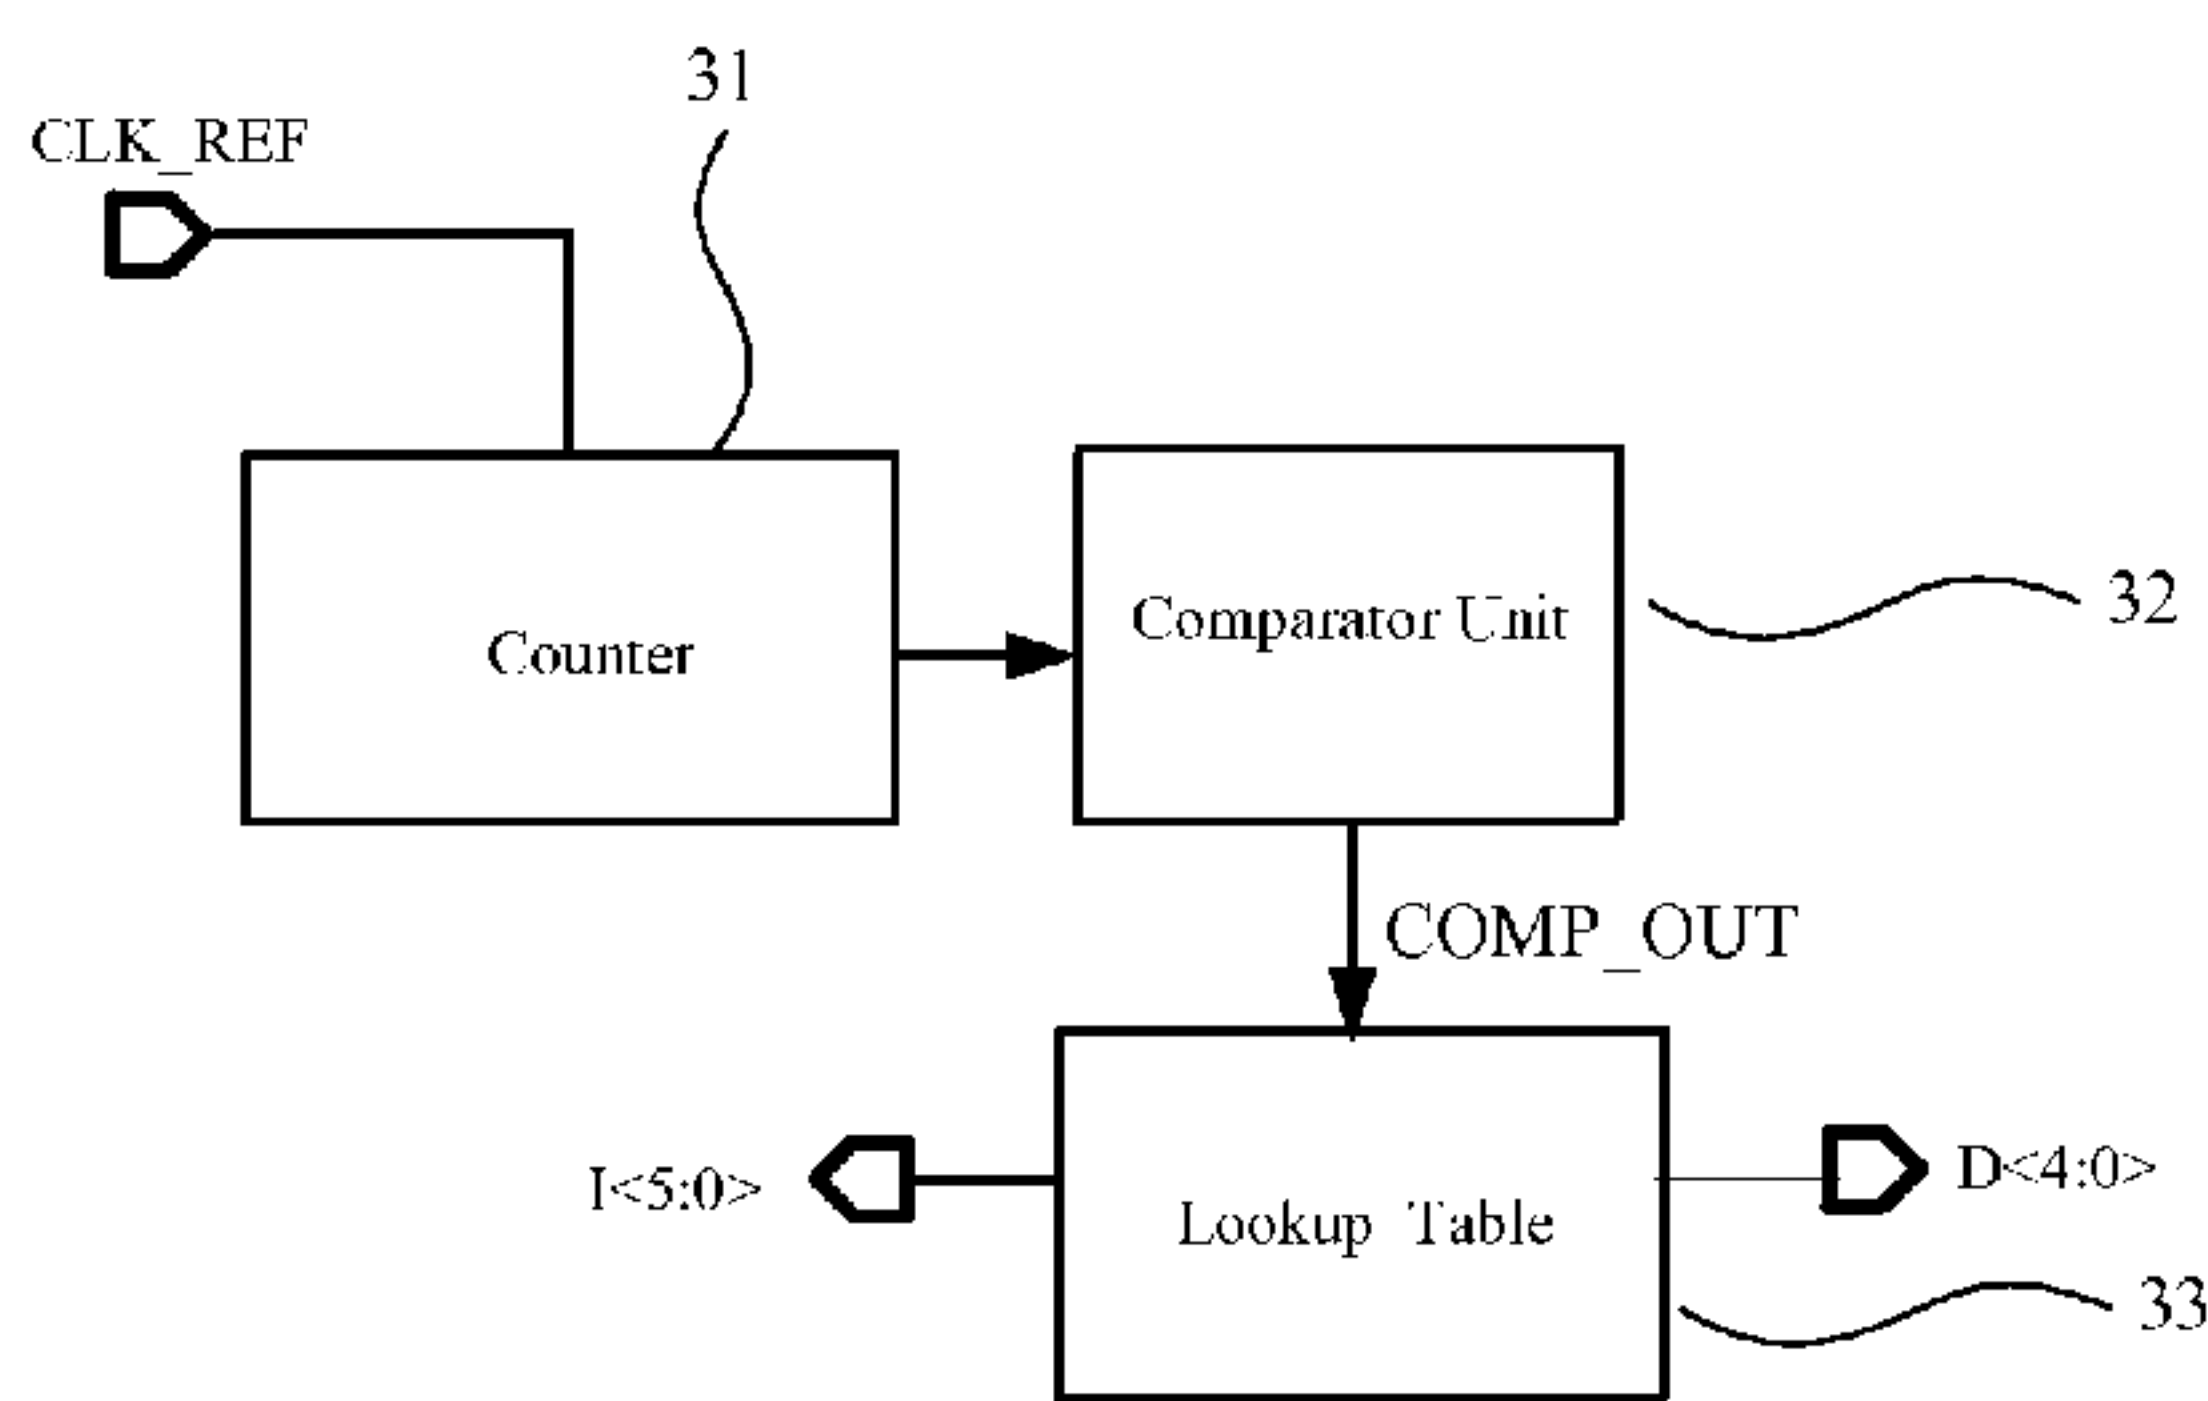 31
CLK_REF
Counter
Comparator Unit
32
COMP_OUT
I<5:0>
Lookup Table
D<4:0>
33